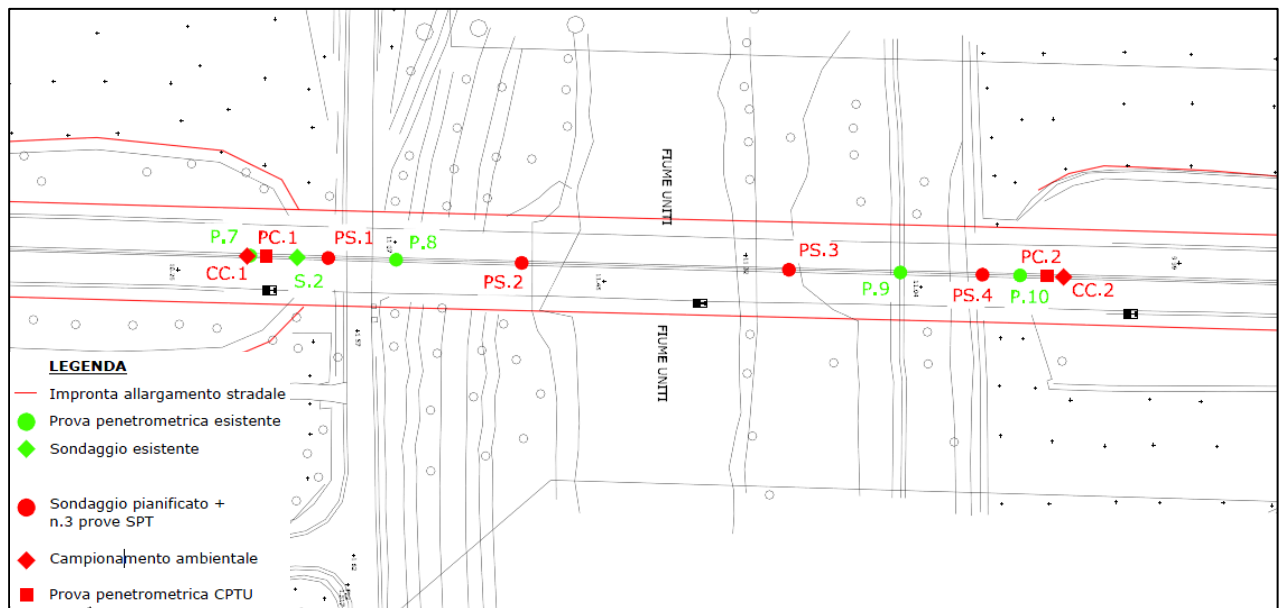 FIUME UNITI
P.7
PC.1
PS.1
P.8
CC.1
S.2
PS.2
PS.3
P.9
PS.4
PC.2
P.10
CC.2
FIUME UNITI
LEGENDA
Impronta allargamento stradale
Prova penetrometrica esistente
Sondaggio esistente
Sondaggio pianificato +
n.3 prove SPT
Campionamento ambientale
Prova penetrometrica CPTU